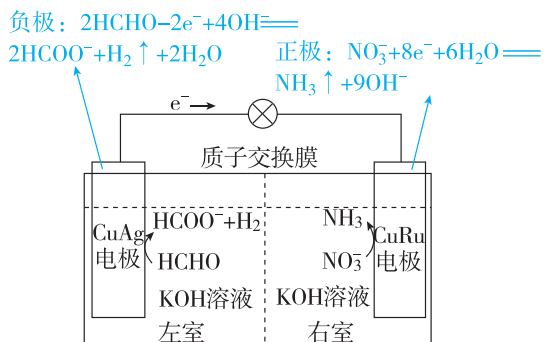 负极：2HCHO−2e⁻+4OH⁻══
2HCOO⁻+H₂↑+2H₂O
正极：NO₃⁻+8e⁻+6H₂O══
NH₃↑+9OH⁻
e⁻
质子交换膜
HCOO⁻+H₂
NH₃
CuAg
电极
CuRu
电极
HCHO
NO₃⁻
KOH溶液
KOH溶液
左室
右室